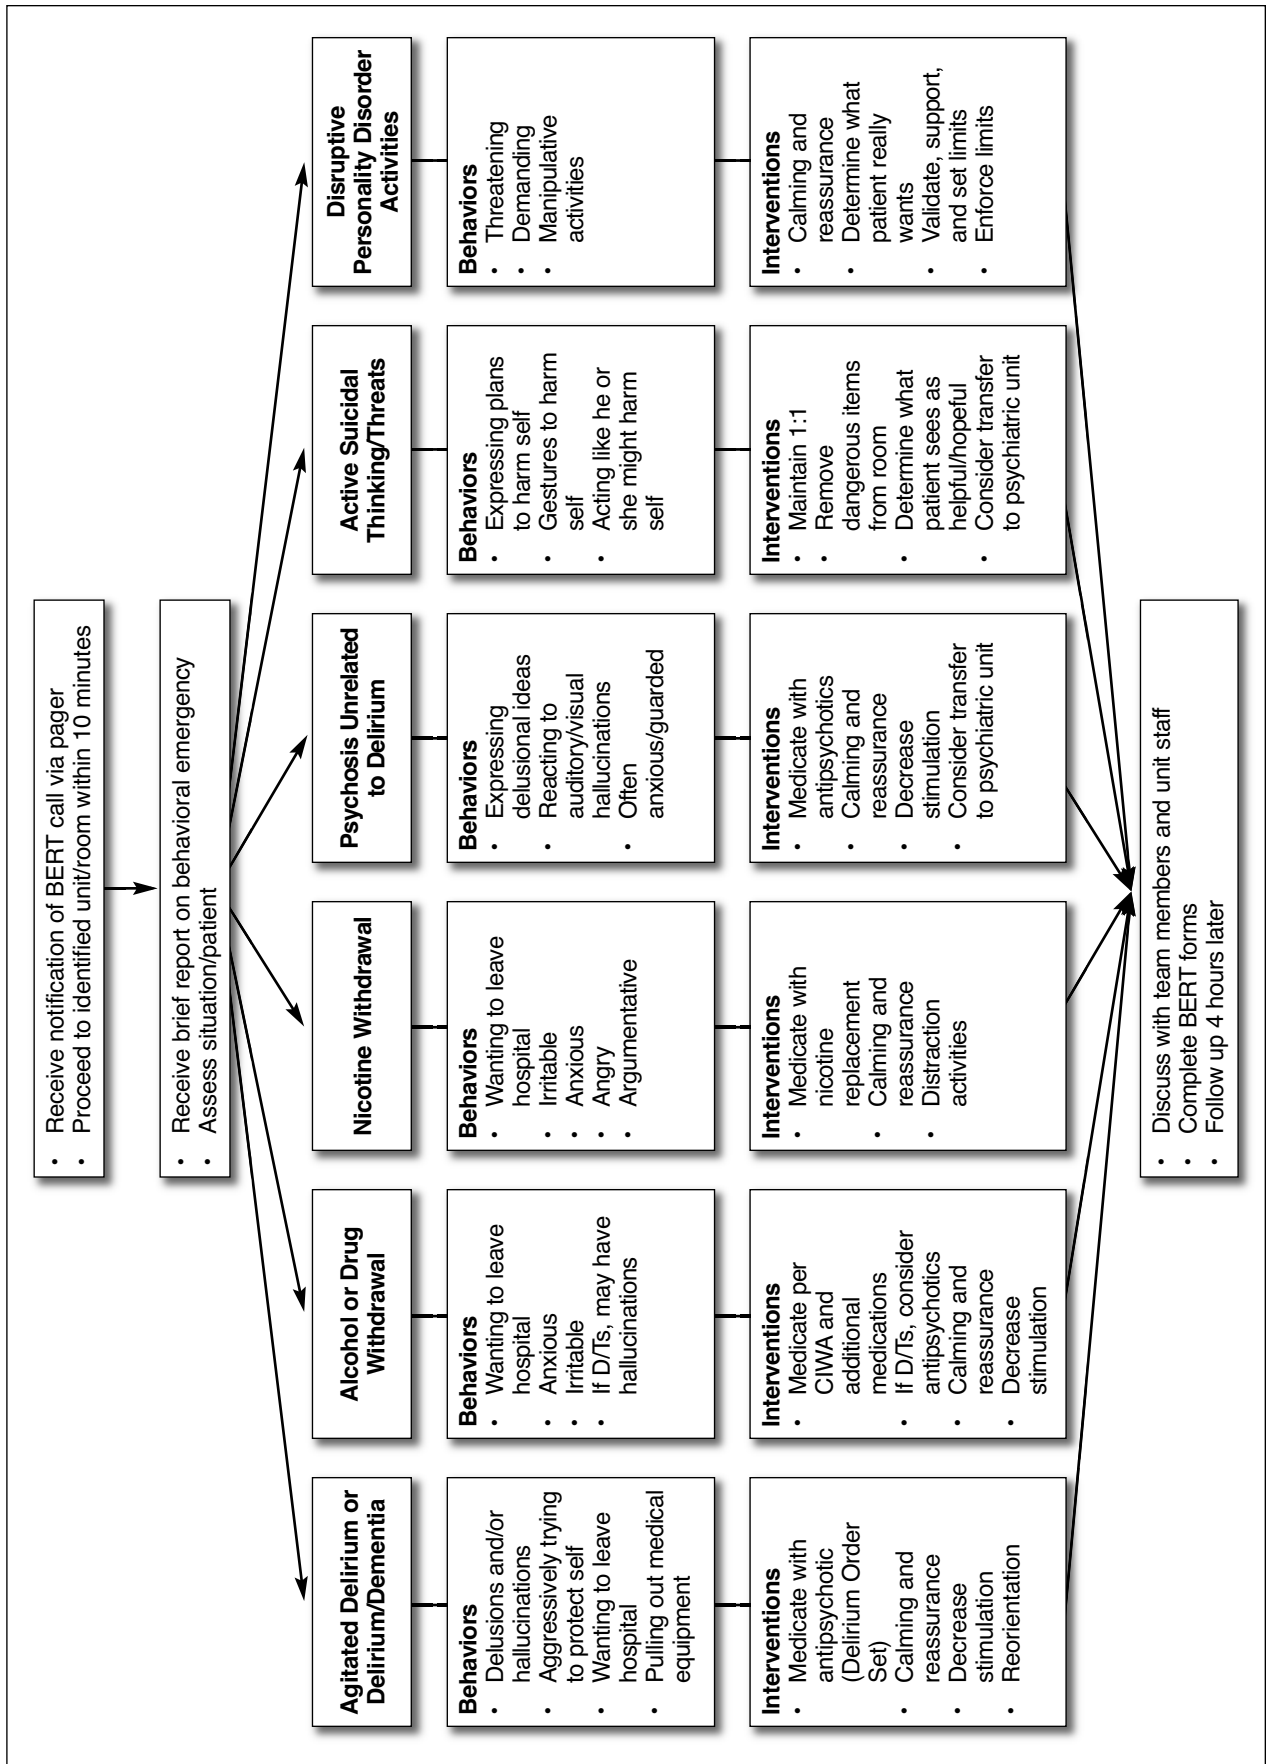 • Receive notification of BERT call via pager
• Proceed to identified unit/room within 10 minutes
• Receive brief report on behavioral emergency
• Assess situation/patient
Agitated Delirium or
Delirium/Dementia
Behaviors
• Delusions and/or
hallucinations
• Aggressively trying
to protect self
• Wanting to leave
hospital
• Pulling out medical
equipment
Interventions
• Medicate with
antipsychotic
(Delirium Order
Set)
• Calming and
reassurance
• Decrease
stimulation
• Reorientation
Alcohol or Drug
Withdrawal
Behaviors
• Wanting to leave
hospital
• Anxious
• Irritable
• If D/Ts, may have
hallucinations
Interventions
• Medicate per
CIWA and
additional
medications
• If D/Ts, consider
antipsychotics
• Calming and
reassurance
• Decrease
stimulation
Nicotine Withdrawal
Behaviors
• Wanting to leave
hospital
• Irritable
• Anxious
• Angry
• Argumentative
Interventions
• Medicate with
nicotine
replacement
• Calming and
reassurance
• Distraction
activities
Psychosis Unrelated
to Delirium
Behaviors
• Expressing
delusional ideas
• Reacting to
auditory/visual
hallucinations
• Often
anxious/guarded
Interventions
• Medicate with
antipsychotics
• Calming and
reassurance
• Decrease
stimulation
• Consider transfer
to psychiatric unit
Active Suicidal
Thinking/Threats
Behaviors
• Expressing plans
to harm self
• Gestures to harm
self
• Acting like he or
she might harm
self
Interventions
• Maintain 1:1
• Remove
dangerous items
from room
• Determine what
patient sees as
helpful/hopeful
• Consider transfer
to psychiatric unit
Disruptive
Personality Disorder
Activities
Behaviors
• Threatening
• Demanding
• Manipulative
activities
Interventions
• Calming and
reassurance
• Determine what
patient really
wants
• Validate, support,
and set limits
• Enforce limits
• Discuss with team members and unit staff
• Complete BERT forms
• Follow up 4 hours later